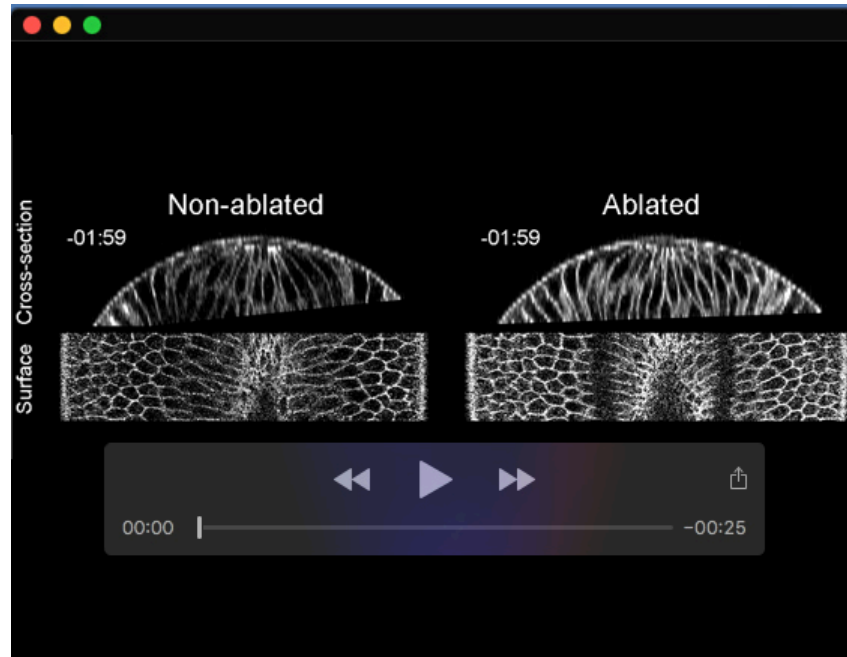 Non-ablated
Ablated
Cross-section
-01:59
-01:59
Surface
00:00
-00:25